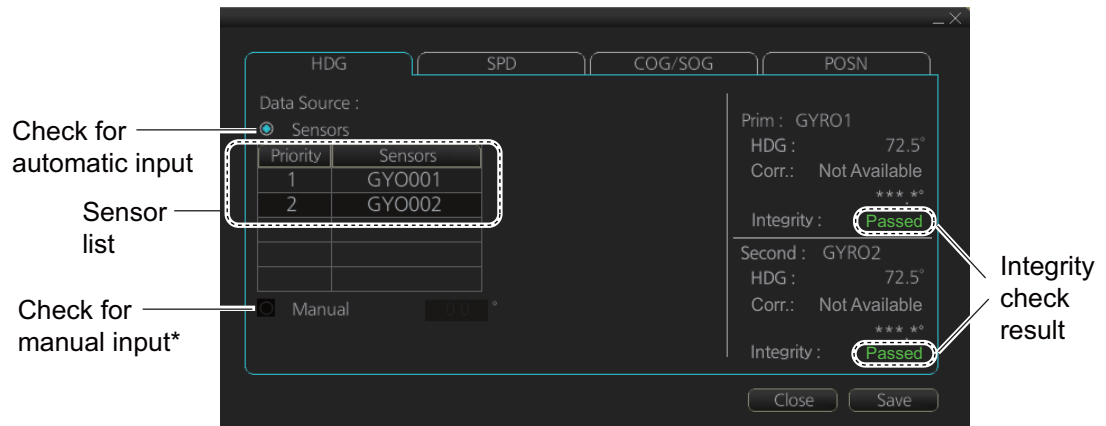 HDG
SPD
COG/SOG
POSN
Data Source :
Sensors
Priority Sensors
1 GYO001
2 GYO002
Manual 0.0 °
Prim : GYRO1
HDG : 72.5°
Corr.: Not Available
***.*°
Integrity : Passed
Second : GYRO2
HDG : 72.5°
Corr.: Not Available
***.*°
Integrity : Passed
Close
Save
Check for
automatic input
Sensor
list
Check for
manual input*
Integrity
check
result